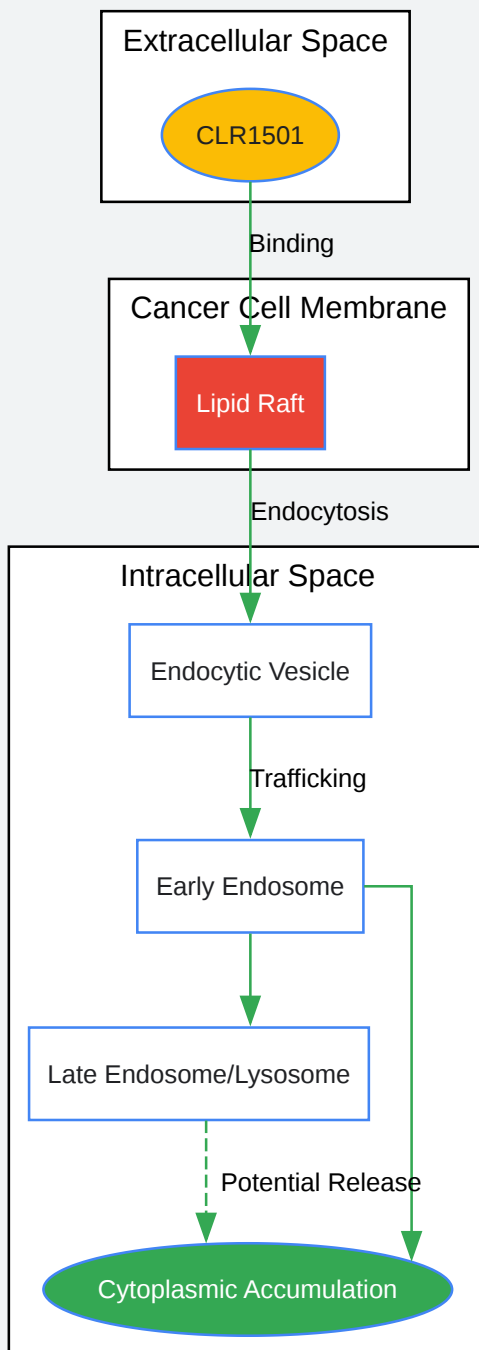 Extracellular Space
CLR1501
Binding
Cancer Cell Membrane
Lipid Raft
Endocytosis
Intracellular Space
Endocytic Vesicle
Trafficking
Early Endosome
Late Endosome/Lysosome
Potential Release
Cytoplasmic Accumulation